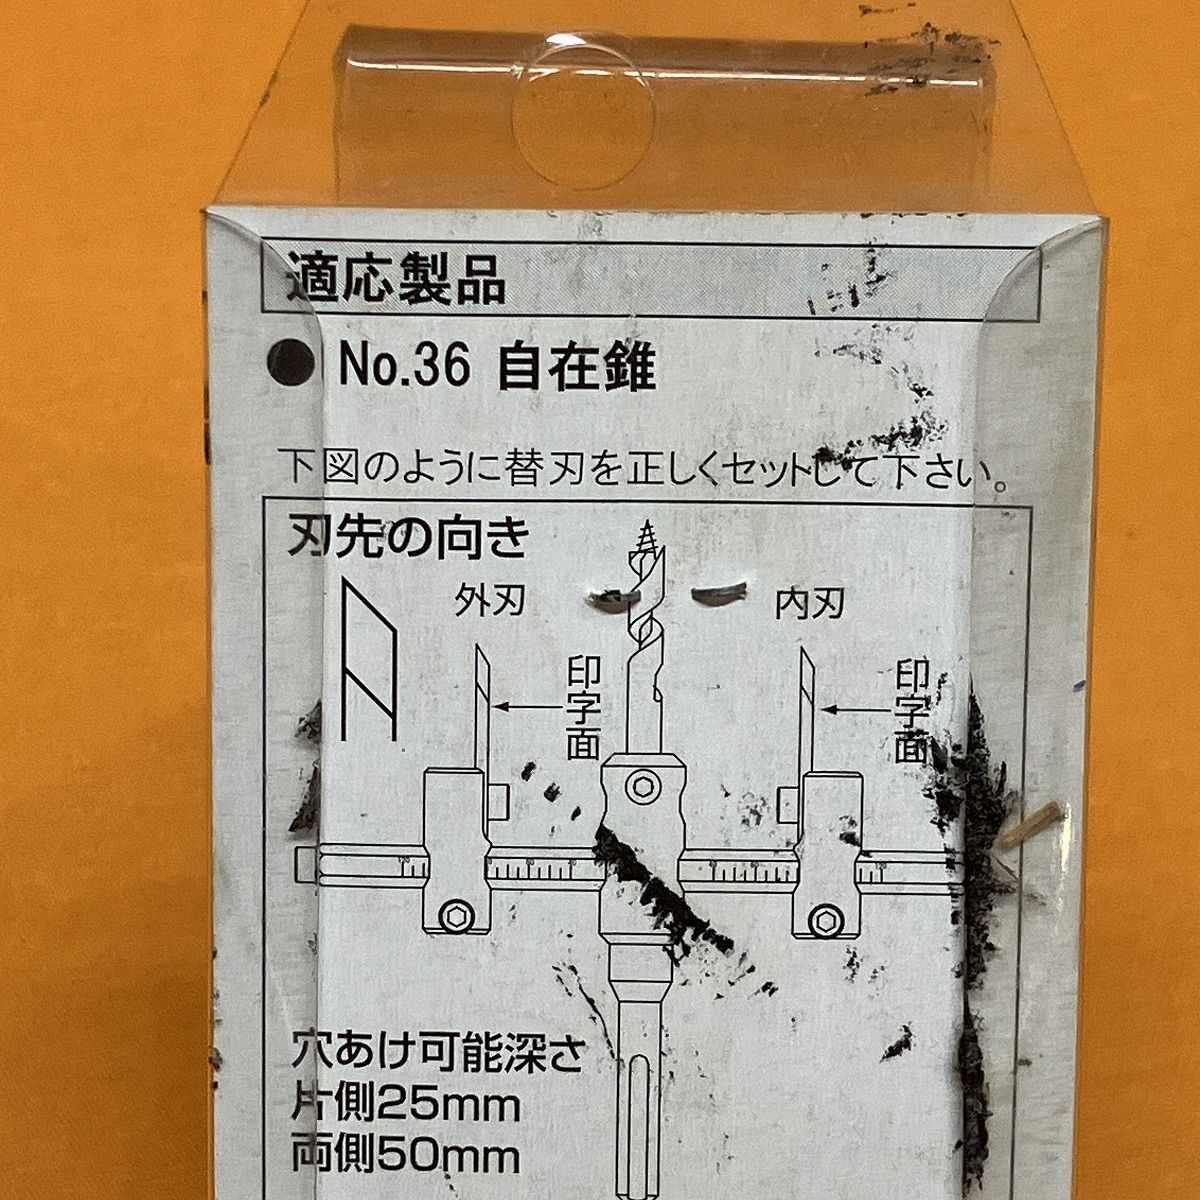 適応製品
● No.36 自在錐
下図のように替刃を正しくセットして下さい。
刃先の向き
外刃
内刃
印字面
印字面
穴あけ可能深さ
片側25mm
両側50mm